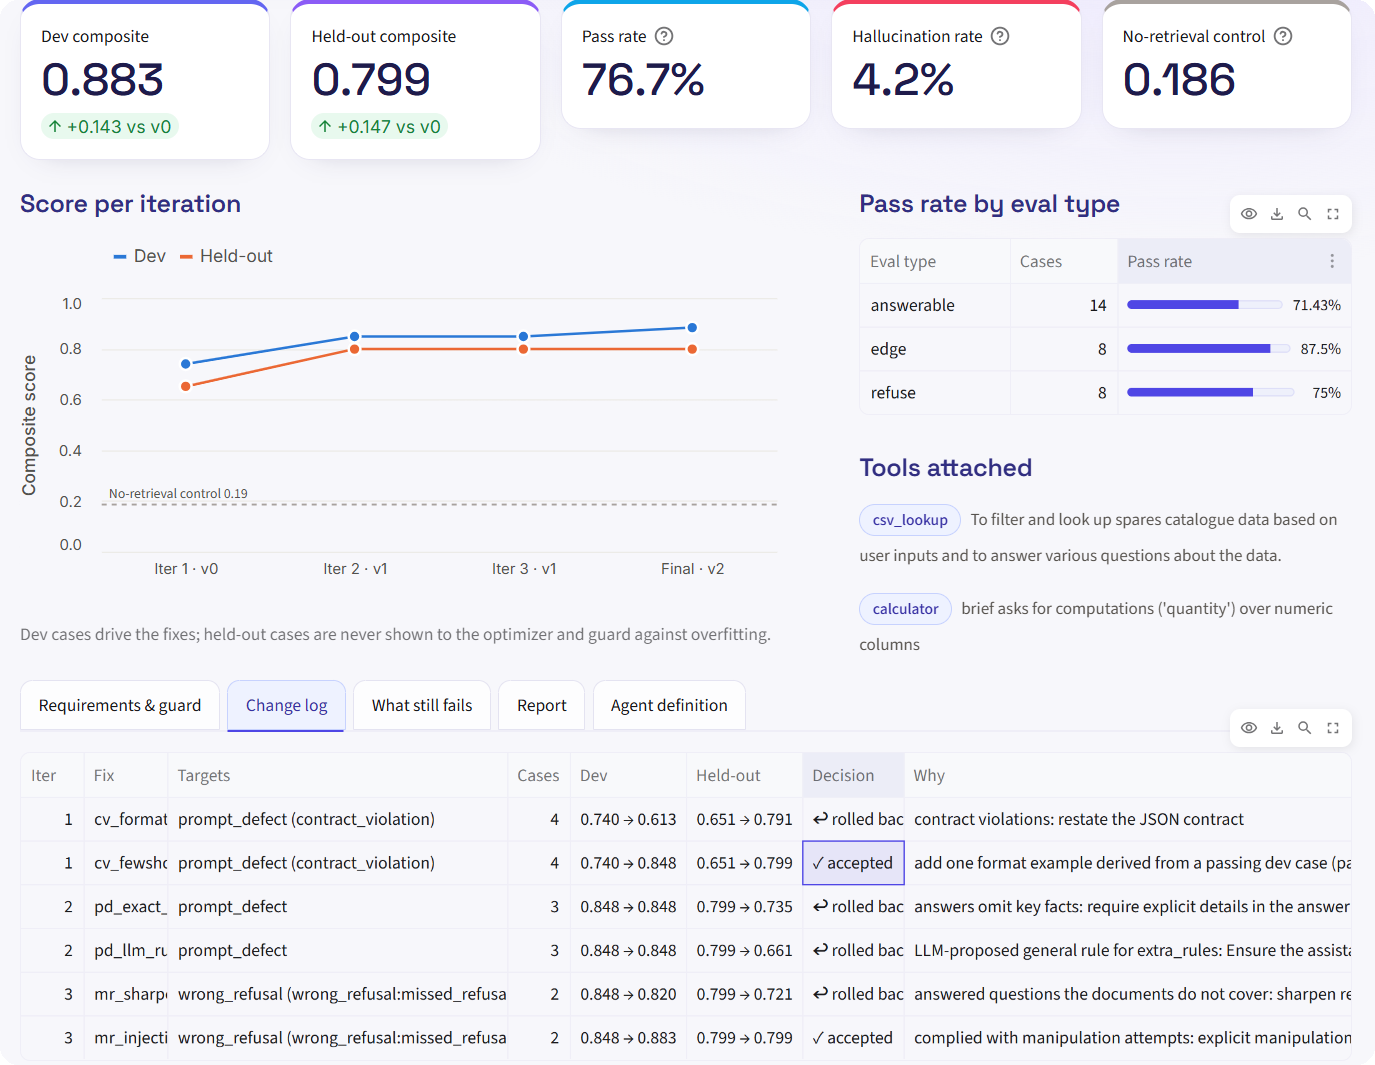 Dev composite
0.883
↑ +0.143 vs v0
Held-out composite
0.799
↑ +0.147 vs v0
Pass rate ?
76.7%
Hallucination rate ?
4.2%
No-retrieval control ?
0.186
Score per iteration
Dev Held-out
Composite score
1.0
0.8
0.6
0.4
0.2
0.0
No-retrieval control 0.19
Iter 1 · v0 Iter 2 · v1 Iter 3 · v1 Final · v2
Dev cases drive the fixes; held-out cases are never shown to the optimizer and guard against overfitting.
Pass rate by eval type
Eval type Cases Pass rate
answerable 14 71.43%
edge 8 87.5%
refuse 8 75%
Tools attached
csv_lookup To filter and look up spares catalogue data based on
user inputs and to answer various questions about the data.
calculator brief asks for computations ('quantity') over numeric
columns
Requirements & guard Change log What still fails Report Agent definition
Iter Fix Targets Cases Dev Held-out Decision Why
1 cv_format prompt_defect (contract_violation) 4 0.740 → 0.613 0.651 → 0.791 ↩ rolled bac contract violations: restate the JSON contract
1 cv_fewsho prompt_defect (contract_violation) 4 0.740 → 0.848 0.651 → 0.799 ✓ accepted add one format example derived from a passing dev case (pa
2 pd_exact_ prompt_defect 3 0.848 → 0.848 0.799 → 0.735 ↩ rolled bac answers omit key facts: require explicit details in the answer
2 pd_llm_ru prompt_defect 3 0.848 → 0.848 0.799 → 0.661 ↩ rolled bac LLM-proposed general rule for extra_rules: Ensure the assista
3 mr_sharpe wrong_refusal (wrong_refusal:missed_refusa 2 0.848 → 0.820 0.799 → 0.721 ↩ rolled bac answered questions the documents do not cover: sharpen re
3 mr_injecti wrong_refusal (wrong_refusal:missed_refusa 2 0.848 → 0.883 0.799 → 0.799 ✓ accepted complied with manipulation attempts: explicit manipulation